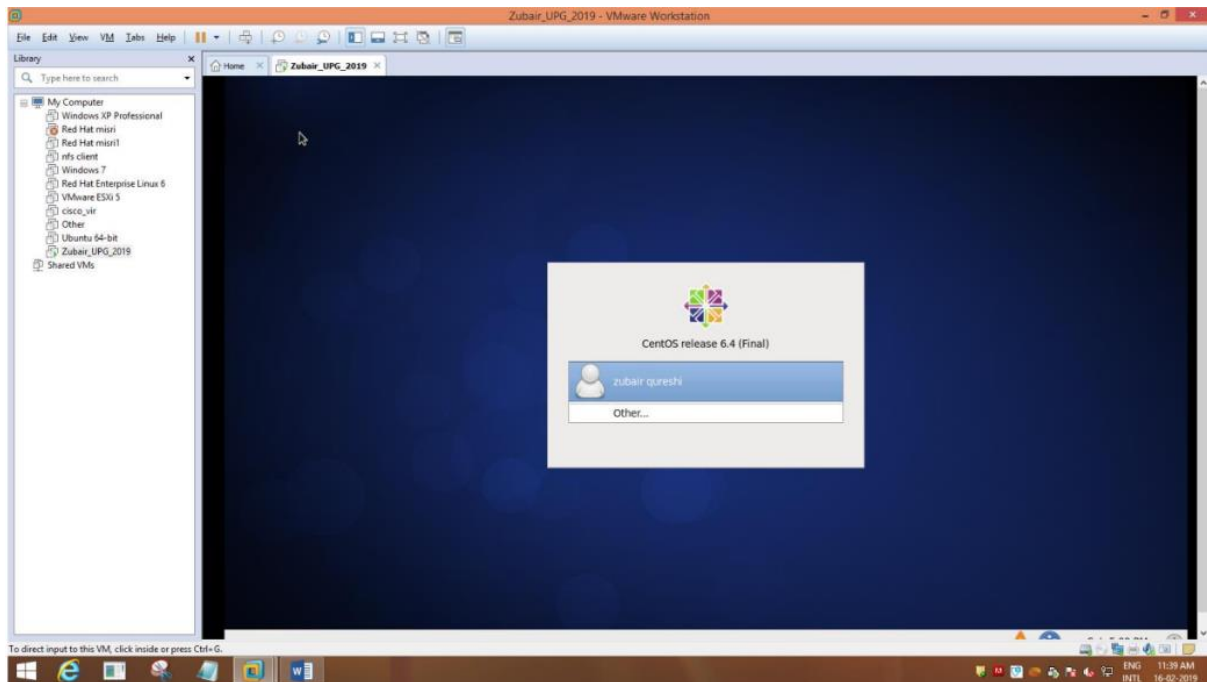 Zubair_UPG_2019 - VMware Workstation
File Edit View VM Tabs Help
Library
Home
Zubair_UPG_2019
Type here to search
My Computer
Windows XP Professional
Red Hat misri
Red Hat misri1
nfs client
Windows 7
Red Hat Enterprise Linux 6
VMware ESXi 5
cisco_vir
Other
Ubuntu 64-bit
Zubair_UPG_2019
Shared VMs
CentOS release 6.4 (Final)
zubair qureshi
Other...
To direct input to this VM, click inside or press Ctrl+G.
ENG 11:39 AM
INTL 16-02-2019